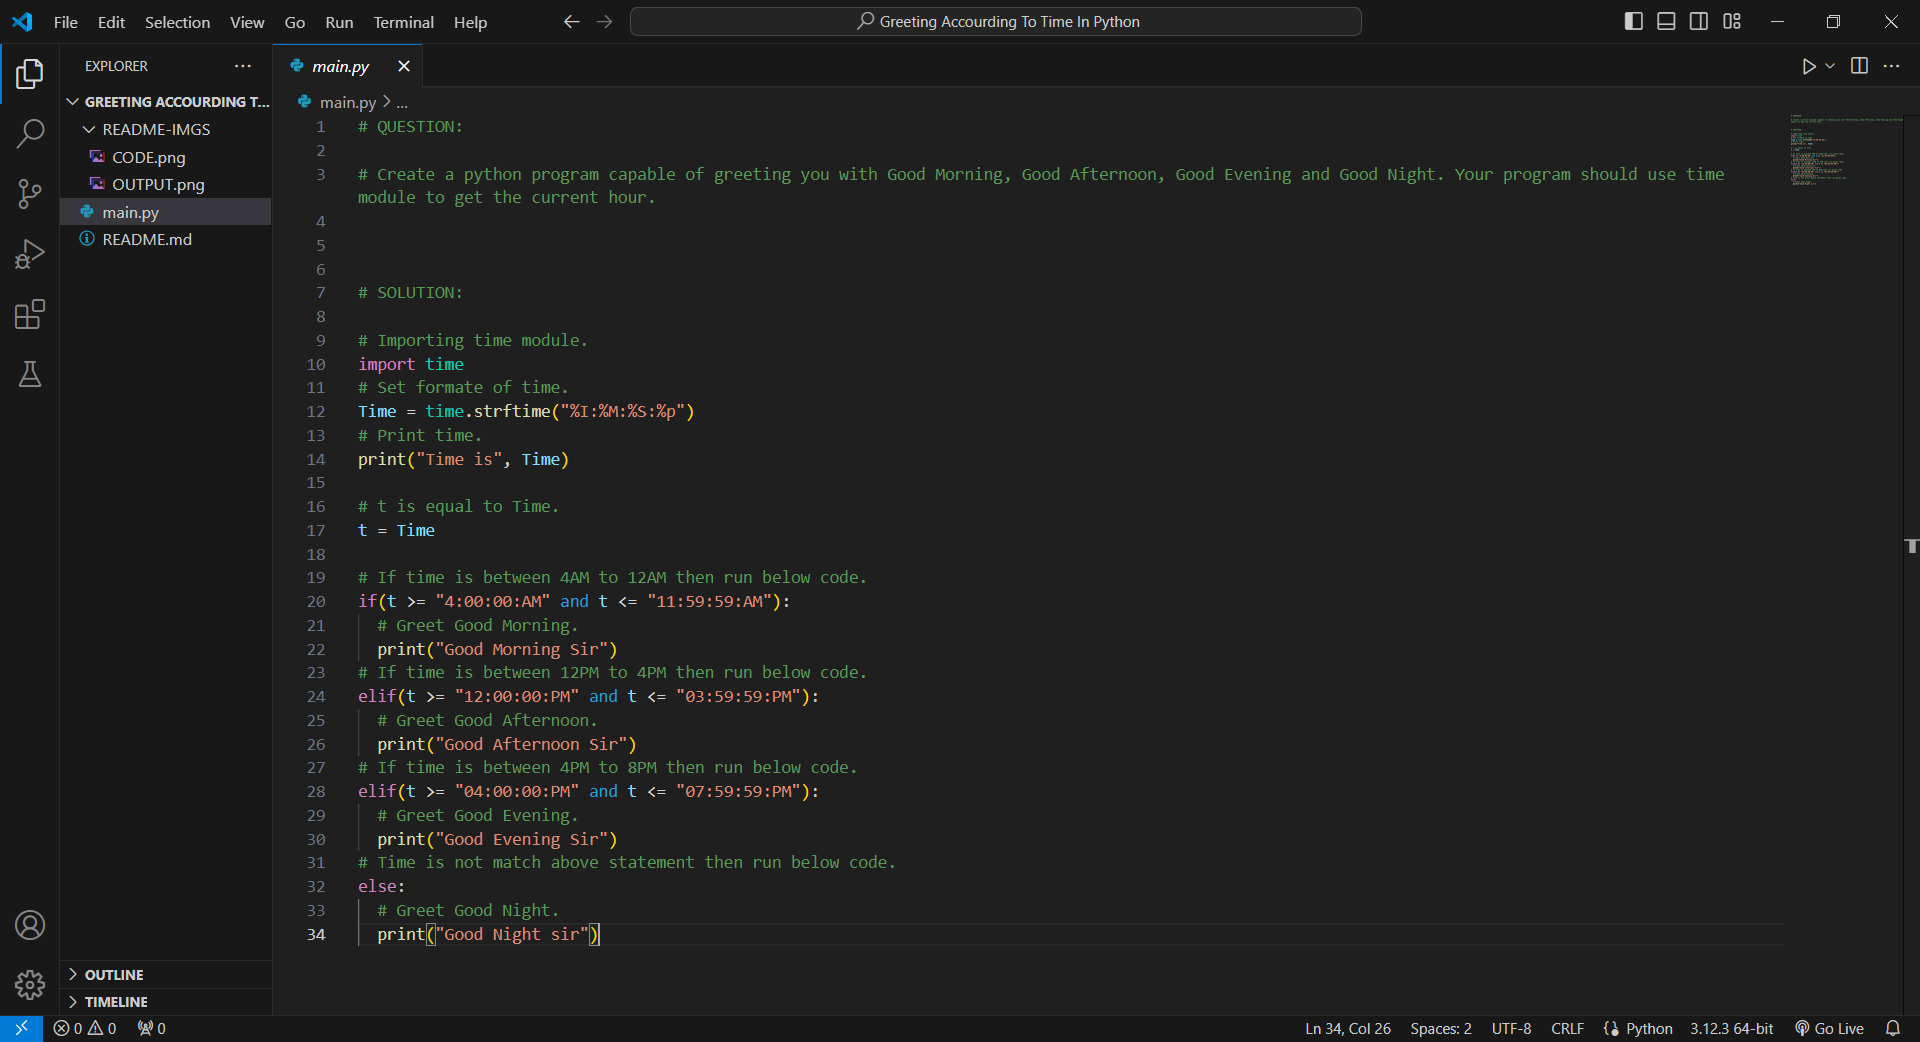 File Edit Selection View Go Run Terminal Help
Greeting Accourding To Time In Python
EXPLORER
GREETING ACCOURDING T...
README-IMGS
CODE.png
OUTPUT.png
main.py
README.md
OUTLINE
TIMELINE
main.py
main.py > ...
1 # QUESTION:
2
3 # Create a python program capable of greeting you with Good Morning, Good Afternoon, Good Evening and Good Night. Your program should use time
module to get the current hour.
4
5
6
7 # SOLUTION:
8
9 # Importing time module.
10 import time
11 # Set formate of time.
12 Time = time.strftime("%I:%M:%S:%p")
13 # Print time.
14 print("Time is", Time)
15
16 # t is equal to Time.
17 t = Time
18
19 # If time is between 4AM to 12AM then run below code.
20 if(t >= "4:00:00:AM" and t <= "11:59:59:AM"):
21 # Greet Good Morning.
22 print("Good Morning Sir")
23 # If time is between 12PM to 4PM then run below code.
24 elif(t >= "12:00:00:PM" and t <= "03:59:59:PM"):
25 # Greet Good Afternoon.
26 print("Good Afternoon Sir")
27 # If time is between 4PM to 8PM then run below code.
28 elif(t >= "04:00:00:PM" and t <= "07:59:59:PM"):
29 # Greet Good Evening.
30 print("Good Evening Sir")
31 # Time is not match above statement then run below code.
32 else:
33 # Greet Good Night.
34 print("Good Night sir")
0 0 0 Ln 34, Col 26 Spaces: 2 UTF-8 CRLF Python 3.12.3 64-bit Go Live